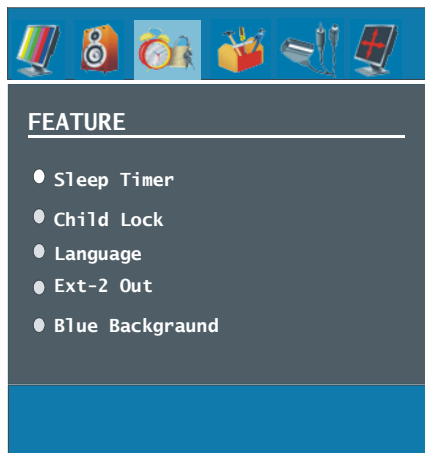 FEATURE
Sleep Timer
Child Lock
Language
Ext-2 Out
Blue Backgraund